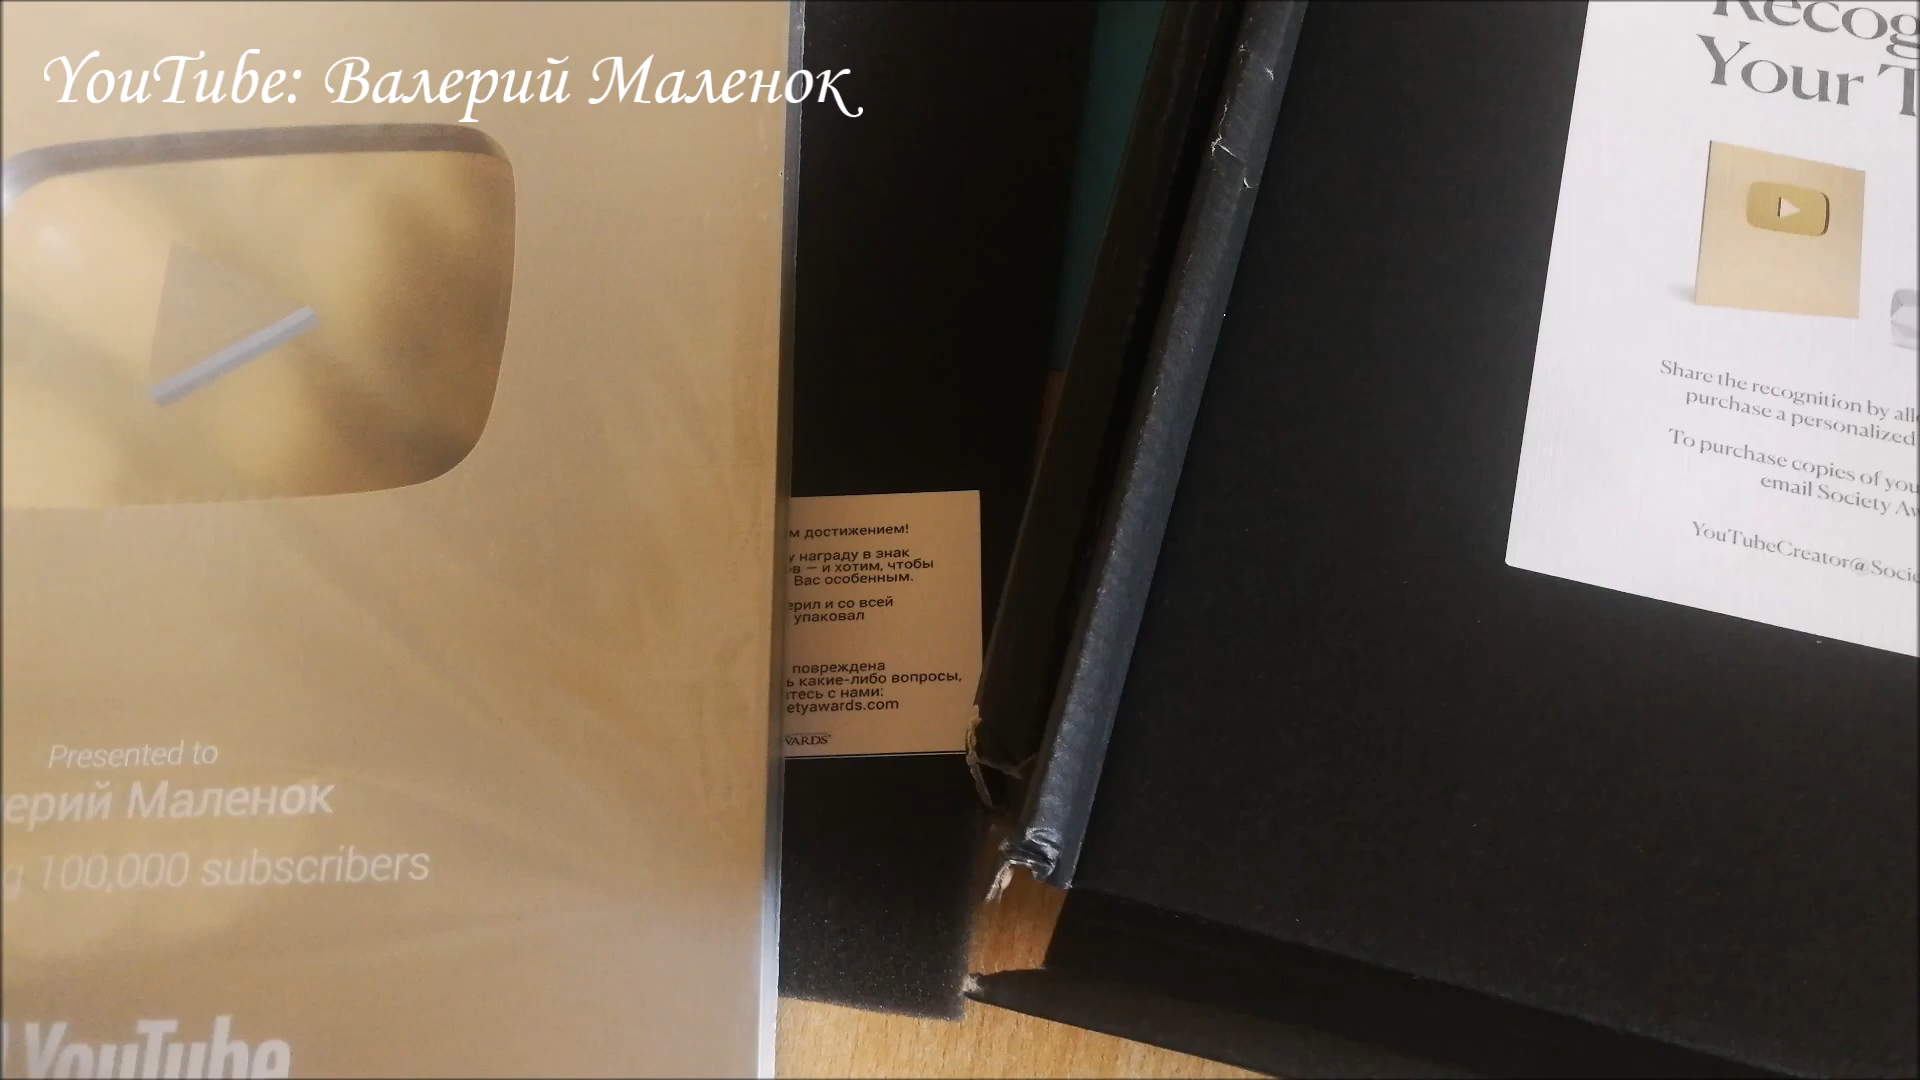 YouTube: Валерий Маленок
Presented to
ерий Маленок
100,000 subscribers
YouTube
м достижением!
у награду в знак
ов — и хотим, чтобы
Вас особенным.
ерил и со всей
упаковал
повреждена
ь какие-либо вопросы,
тесь с нами:
etyawards.com
WARDS
Recog
Your T
Share the recognition by all
purchase a personalized
To purchase copies of you
email Society Aw
YouTubeCreator@Socie